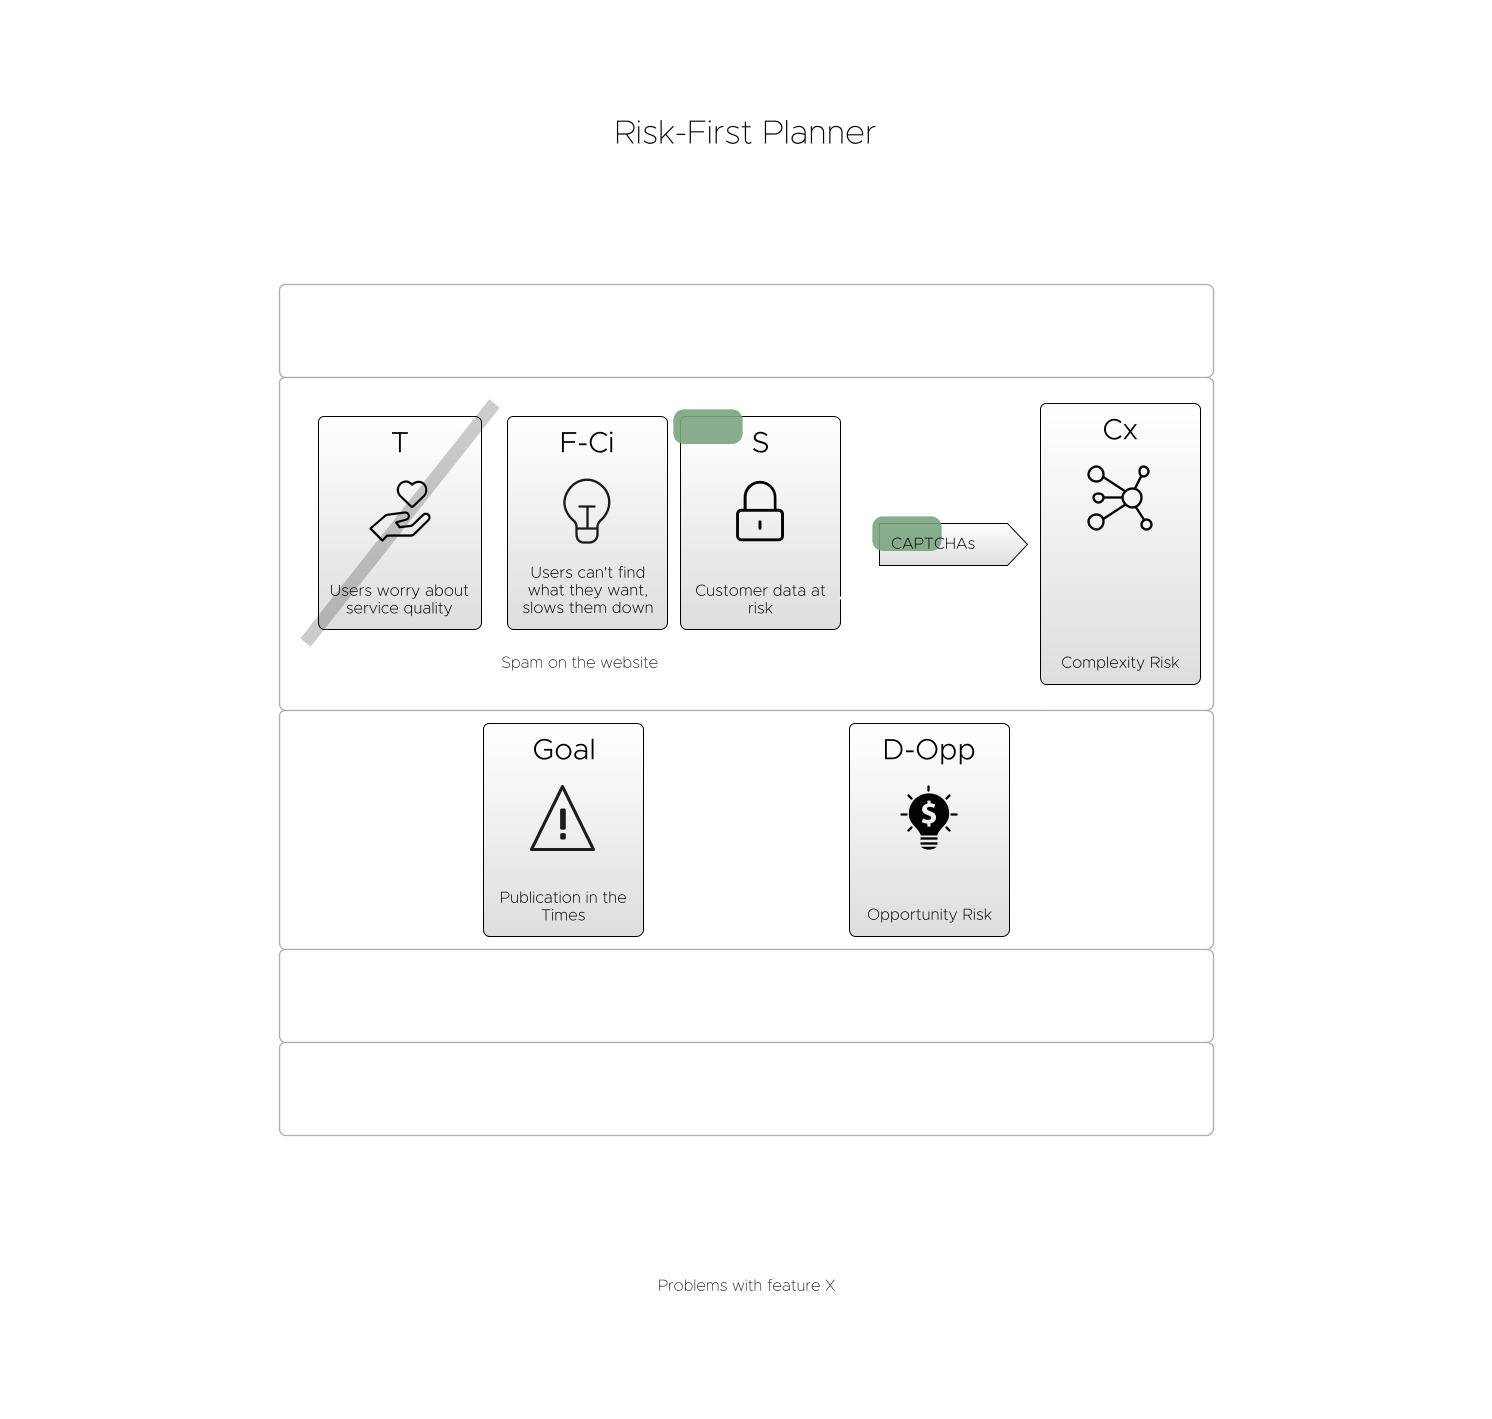 Risk-First Planner
T
Users worry about
service quality
F-Ci
Users can't find
what they want,
slows them down
S
Customer data at
risk
Spam on the website
CAPTCHAs
Cx
Complexity Risk
Goal
Publication in the
Times
D-Opp
Opportunity Risk
Problems with feature X